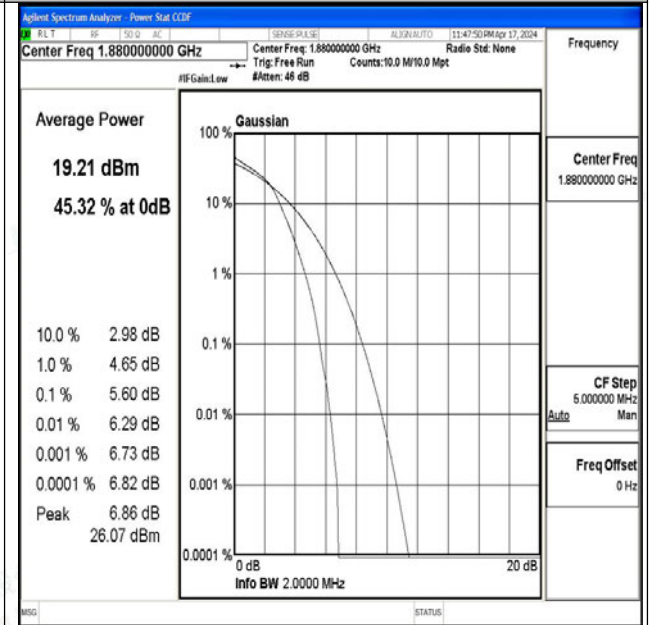 Agilent Spectrum Analyzer - Power Stat CCDF
RL T RF 50 Ω AC SENSE:PULSE ALIGN AUTO 11:47:50 PM Apr 17, 2024
Center Freq 1.880000000 GHz
Center Freq: 1.880000000 GHz Radio Std: None
Trig: Free Run Counts:10.0 M/10.0 Mpt
#IFGain:Low #Atten: 46 dB
Frequency
Center Freq
1.880000000 GHz
CF Step
5.000000 MHz
Auto Man
Freq Offset
0 Hz
Average Power
19.21 dBm
45.32 % at 0dB
10.0 % 2.98 dB
1.0 % 4.65 dB
0.1 % 5.60 dB
0.01 % 6.29 dB
0.001 % 6.73 dB
0.0001 % 6.82 dB
Peak 6.86 dB
26.07 dBm
Gaussian
100 %
10 %
1 %
0.1 %
0.01 %
0.001 %
0.0001 %
0 dB 20 dB
Info BW 2.0000 MHz
MSG STATUS